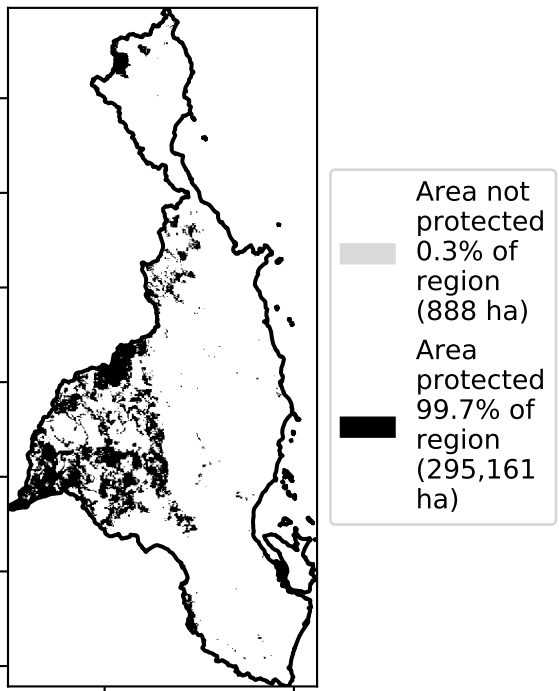 Area not
protected
0.3% of
region
(888 ha)
Area
protected
99.7% of
region
(295,161
ha)